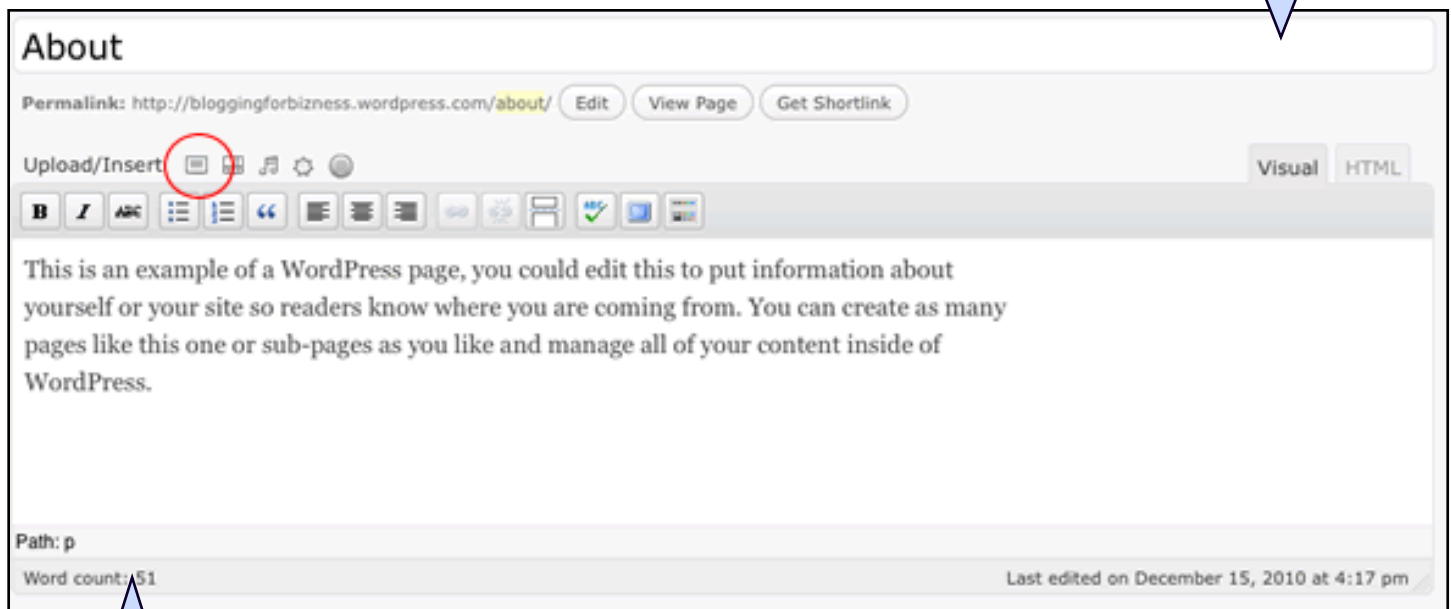 About
Permalink: http://bloggingforbizness.wordpress.com/about/ Edit View Page Get Shortlink
Upload/Insert Visual HTML
B I ABC “ ABC
This is an example of a WordPress page, you could edit this to put information about
yourself or your site so readers know where you are coming from. You can create as many
pages like this one or sub-pages as you like and manage all of your content inside of
WordPress.
Path: p
Word count: 51 Last edited on December 15, 2010 at 4:17 pm